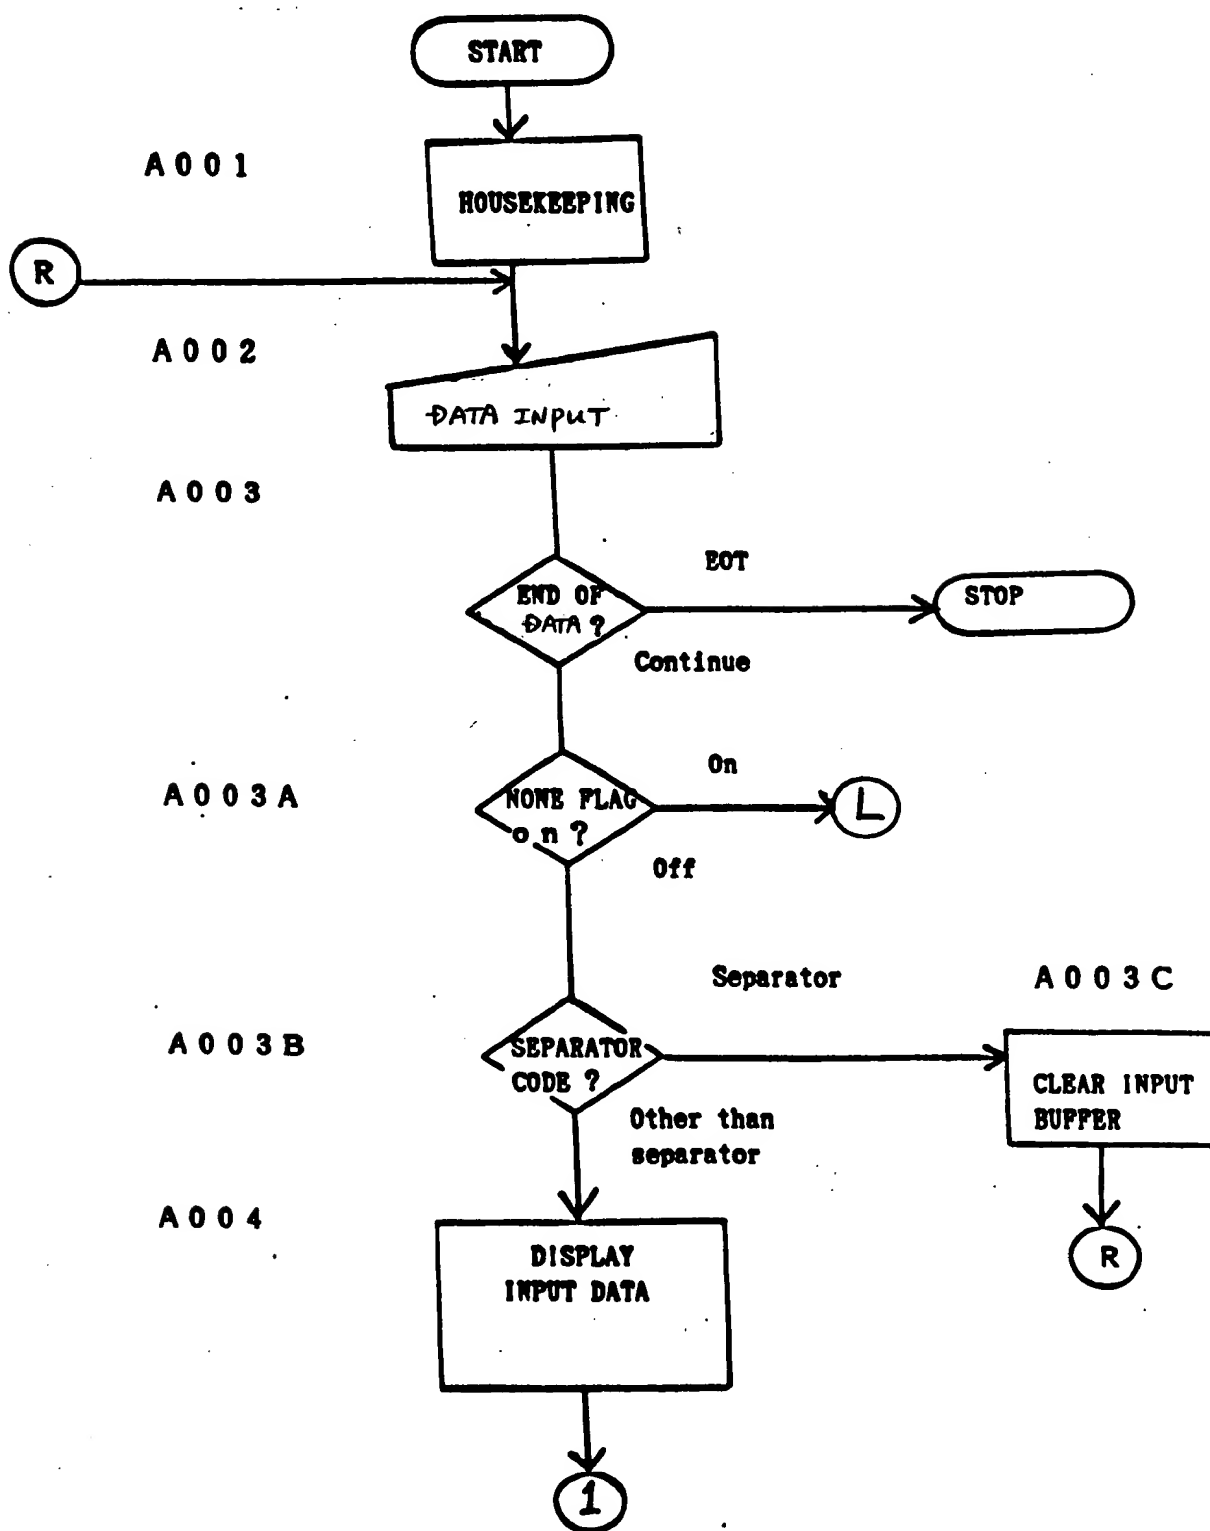 START
A001
HOUSEKEEPING
R
A002
DATA INPUT
A003
EOT
END OF
DATA?
STOP
Continue
A003A
On
NONE FLAG
on?
L
Off
Separator
A003C
A003B
SEPARATOR
CODE ?
CLEAR INPUT
BUFFER
Other than
separator
A004
DISPLAY
INPUT DATA
R
1